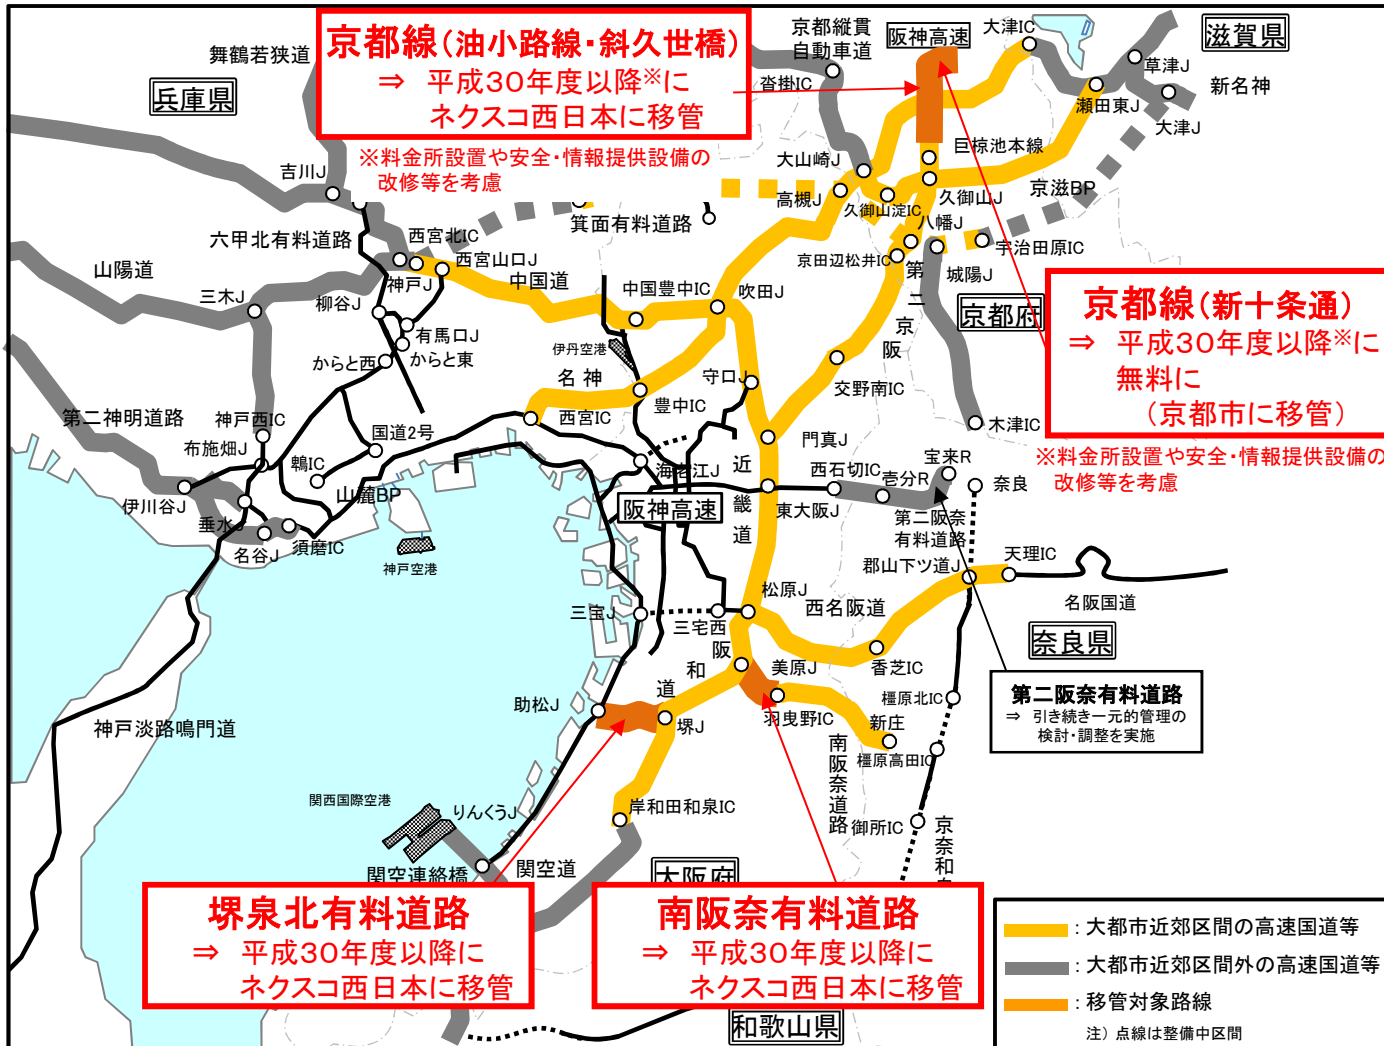 京都線(油小路線・斜久世橋)
⇒ 平成30年度以降※に
ネクスコ西日本に移管
※料金所設置や安全・情報提供設備の
改修等を考慮
舞鶴若狭道
兵庫県
京都縦貫
自動車道
沓掛IC
阪神高速
大津IC
滋賀県
草津J
新名神
瀬田東J
大津J
吉川J
大山崎J
巨椋池本線
高槻J
久御山淀IC
久御山J
京滋BP
八幡J
宇治田原IC
京田辺松井IC
城陽J
六甲北有料道路
箕面有料道路
西宮北IC
西宮山口J
神戸J
中国道
山陽道
三木J
柳谷J
有馬口J
からと西
からと東
中国豊中IC
吹田J
伊丹空港
第二京阪
京都府
京都線(新十条通)
⇒ 平成30年度以降※に
無料に
(京都市に移管)
※料金所設置や安全・情報提供設備の
改修等を考慮
名神
守口J
交野南IC
豊中IC
西宮IC
第二神明道路
神戸西IC
布施畑J
国道2号
鵯IC
山麓BP
伊川谷J
垂水J
名谷J
須磨IC
神戸空港
海老江J
阪神高速
近畿道
門真J
西石切IC
壱分R
宝来R
奈良
木津IC
東大阪J
第二阪奈
有料道路
郡山下ツ道J
天理IC
名阪国道
奈良県
松原J
西名阪道
三宝J
三宅西
阪和道
美原J
香芝IC
橿原北IC
第二阪奈有料道路
⇒ 引き続き一元的管理の
検討・調整を実施
助松J
堺J
羽曳野IC
新庄
橿原高田IC
神戸淡路鳴門道
南阪奈道路
関西国際空港
りんくうJ
岸和田和泉IC
御所IC
京奈和自
関空連絡橋
関空道
大阪府
堺泉北有料道路
⇒ 平成30年度以降に
ネクスコ西日本に移管
南阪奈有料道路
⇒ 平成30年度以降に
ネクスコ西日本に移管
和歌山県
:大都市近郊区間の高速国道等
:大都市近郊区間外の高速国道等
:移管対象路線
注)点線は整備中区間